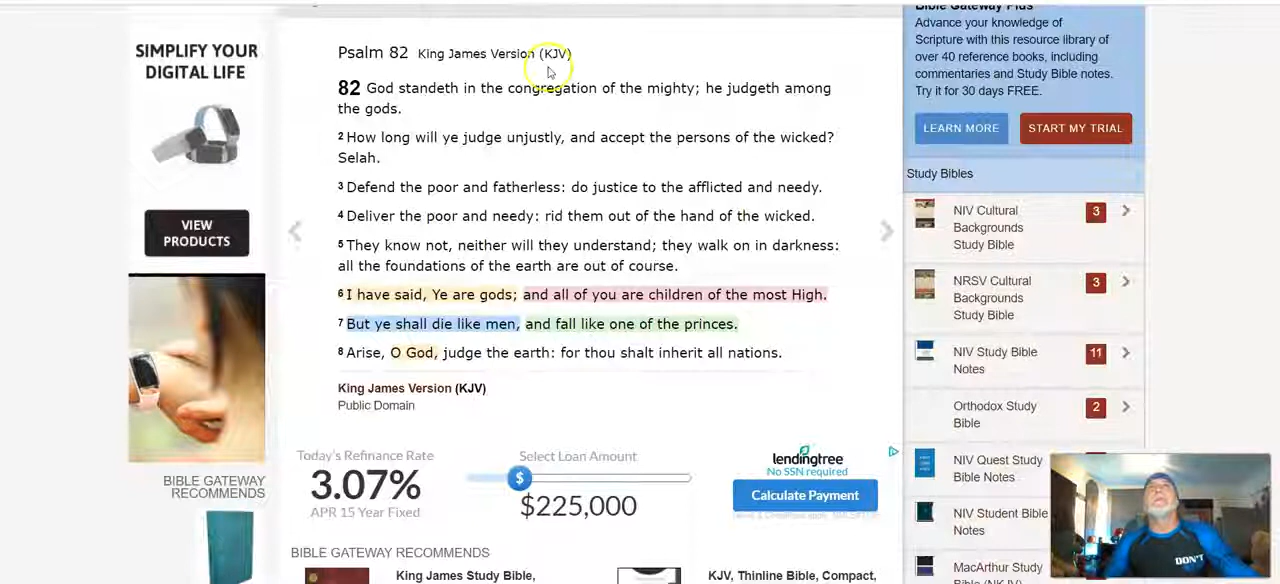 SIMPLIFY YOUR
DIGITAL LIFE
VIEW
PRODUCTS
BIBLE GATEWAY
RECOMMENDS
Psalm 82 King James Version (KJV)
82 God standeth in the congregation of the mighty; he judgeth among
the gods.
2 How long will ye judge unjustly, and accept the persons of the wicked?
Selah.
3 Defend the poor and fatherless: do justice to the afflicted and needy.
4 Deliver the poor and needy: rid them out of the hand of the wicked.
5 They know not, neither will they understand; they walk on in darkness:
all the foundations of the earth are out of course.
6 I have said, Ye are gods; and all of you are children of the most High.
7 But ye shall die like men, and fall like one of the princes.
8 Arise, O God, judge the earth: for thou shalt inherit all nations.
King James Version (KJV)
Public Domain
Today's Refinance Rate
3.07%
APR 15 Year Fixed
Select Loan Amount
$
$225,000
lendingtree
No SSN required
Calculate Payment
BIBLE GATEWAY RECOMMENDS
King James Study Bible,
KJV, Thinline Bible, Compact,
Bible Gateway Plus
Advance your knowledge of
Scripture with this resource library of
over 40 reference books, including
commentaries and Study Bible notes.
Try it for 30 days FREE.
LEARN MORE
START MY TRIAL
Study Bibles
NIV Cultural
Backgrounds
Study Bible
3
NRSV Cultural
Backgrounds
Study Bible
3
NIV Study Bible
Notes
11
Orthodox Study
Bible
2
NIV Quest Study
Bible Notes
NIV Student Bible
Notes
MacArthur Study
Bible (NKJV)
DON'T